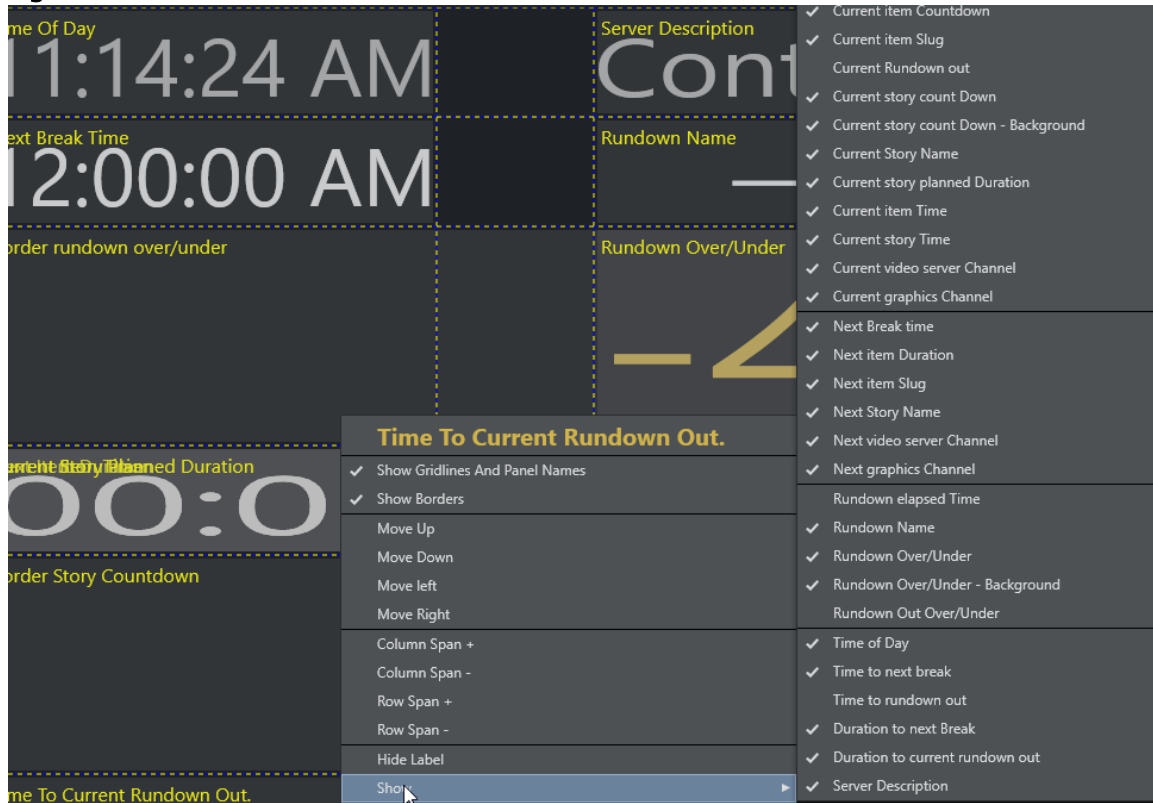 me Of Day
11:14:24 AM
ext Break Time
12:00:00 AM
order rundown over/under
Planned Duration
00:0
order Story Countdown
me To Current Rundown Out.
Server Description
Cont
Rundown Name
Rundown Over/Under
Time To Current Rundown Out.
Show Gridlines And Panel Names
Show Borders
Move Up
Move Down
Move left
Move Right
Column Span +
Column Span -
Row Span +
Row Span -
Hide Label
Show
Current item Countdown
Current item Slug
Current Rundown out
Current story count Down
Current story count Down - Background
Current Story Name
Current story planned Duration
Current item Time
Current story Time
Current video server Channel
Current graphics Channel
Next Break time
Next item Duration
Next item Slug
Next Story Name
Next video server Channel
Next graphics Channel
Rundown elapsed Time
Rundown Name
Rundown Over/Under
Rundown Over/Under - Background
Rundown Out Over/Under
Time of Day
Time to next break
Time to rundown out
Duration to next Break
Duration to current rundown out
Server Description